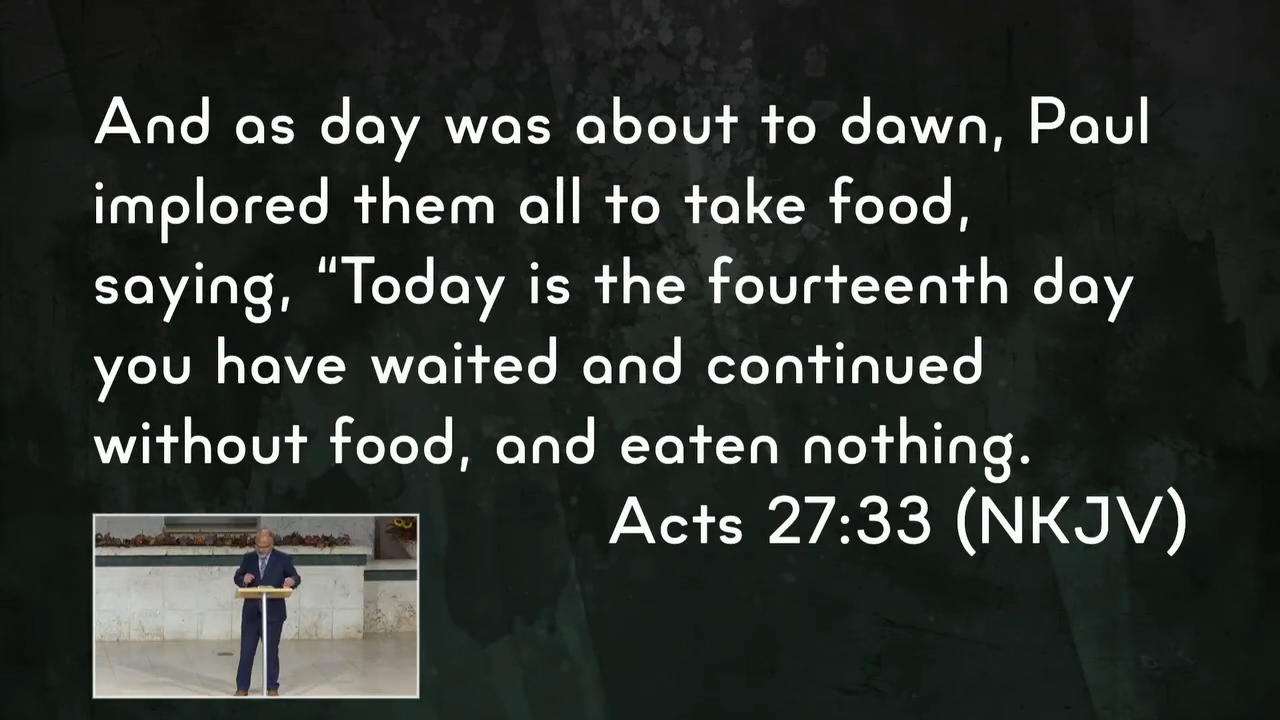 And as day was about to dawn, Paul
implored them all to take food,
saying, “Today is the fourteenth day
you have waited and continued
without food, and eaten nothing.
Acts 27:33 (NKJV)